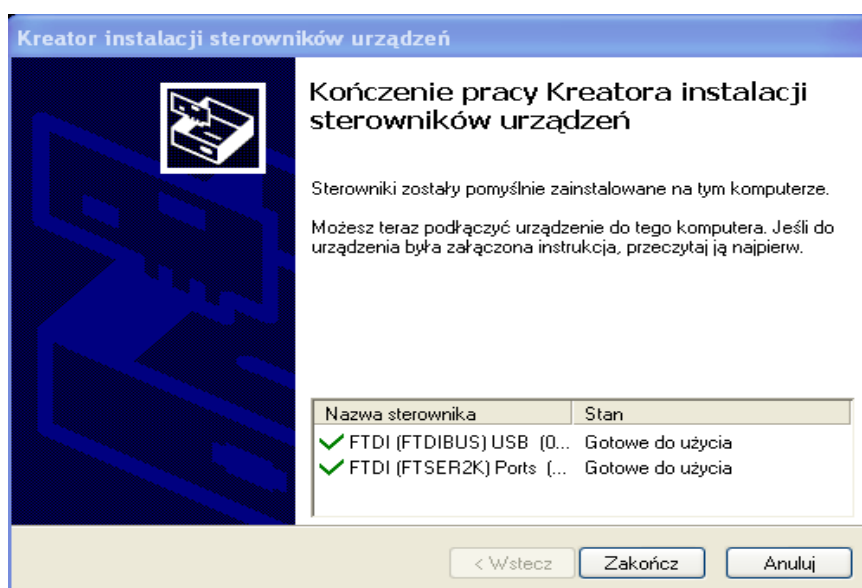 Kreator instalacji sterowników urządzeń
Kończenie pracy Kreatora instalacji
sterowników urządzeń
Sterowniki zostały pomyślnie zainstalowane na tym komputerze.
Możesz teraz podłączyć urządzenie do tego komputera. Jeśli do
urządzenia była załączona instrukcja, przeczytaj ją najpierw.
Nazwa sterownika Stan
FTDI (FTDIBUS) USB (0... Gotowe do użycia
FTDI (FTSER2K) Ports (... Gotowe do użycia
< Wstecz Zakończ Anuluj